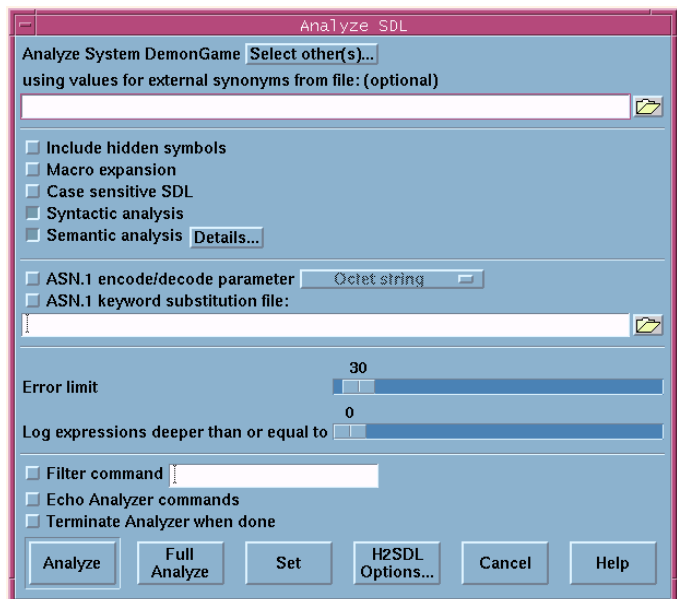 Analyze SDL
Analyze System DemonGame Select other(s)...
using values for external synonyms from file: (optional)
Include hidden symbols
Macro expansion
Case sensitive SDL
Syntactic analysis
Semantic analysis Details...
ASN.1 encode/decode parameter Octet string
ASN.1 keyword substitution file:
30
Error limit
0
Log expressions deeper than or equal to
Filter command
Echo Analyzer commands
Terminate Analyzer when done
Analyze
Full
Analyze
Set
H2SDL
Options...
Cancel
Help